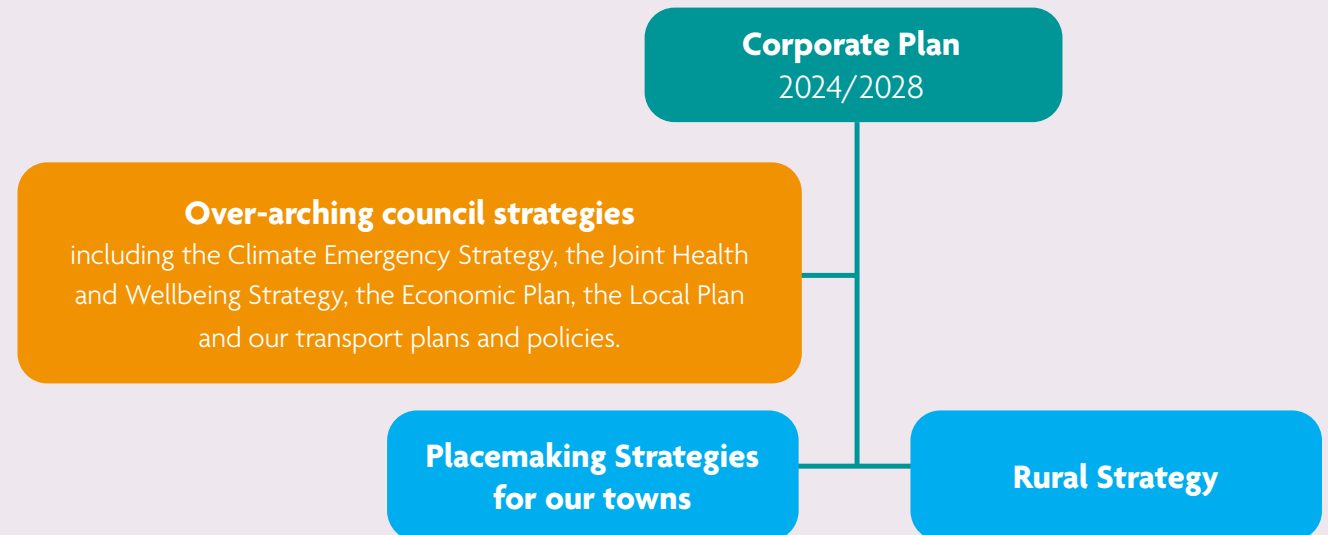 Corporate Plan
2024/2028
Over-arching council strategies
including the Climate Emergency Strategy, the Joint Health
and Wellbeing Strategy, the Economic Plan, the Local Plan
and our transport plans and policies.
Placemaking Strategies
for our towns
Rural Strategy